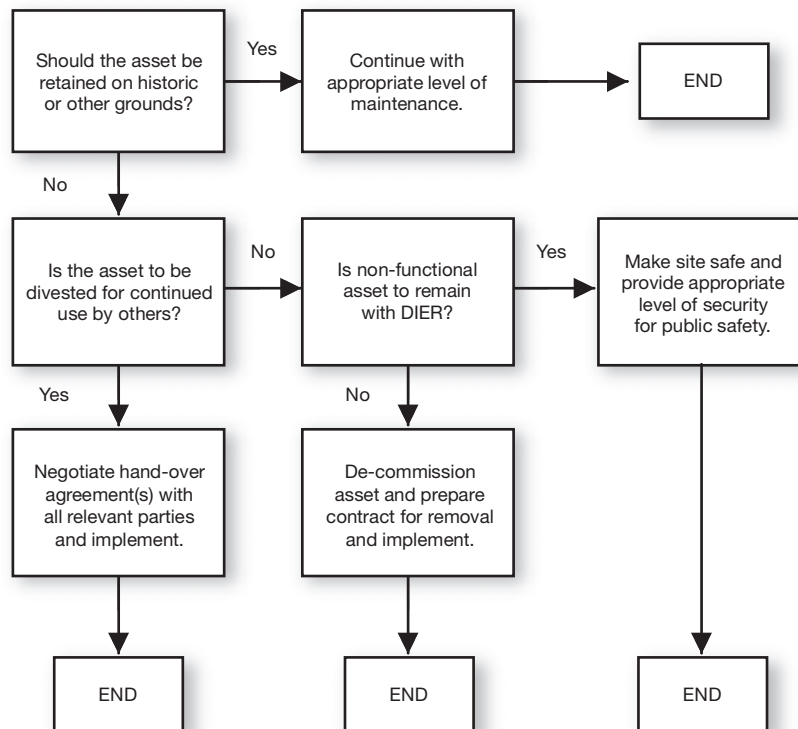 Should the asset be
retained on historic
or other grounds?
Yes
Continue with
appropriate level of
maintenance.
END
No
Is the asset to be
divested for continued
use by others?
No
Is non-functional
asset to remain
with DIER?
Yes
Make site safe and
provide appropriate
level of security
for public safety.
Yes
No
Negotiate hand-over
agreement(s) with
all relevant parties
and implement.
De-commission
asset and prepare
contract for removal
and implement.
END
END
END